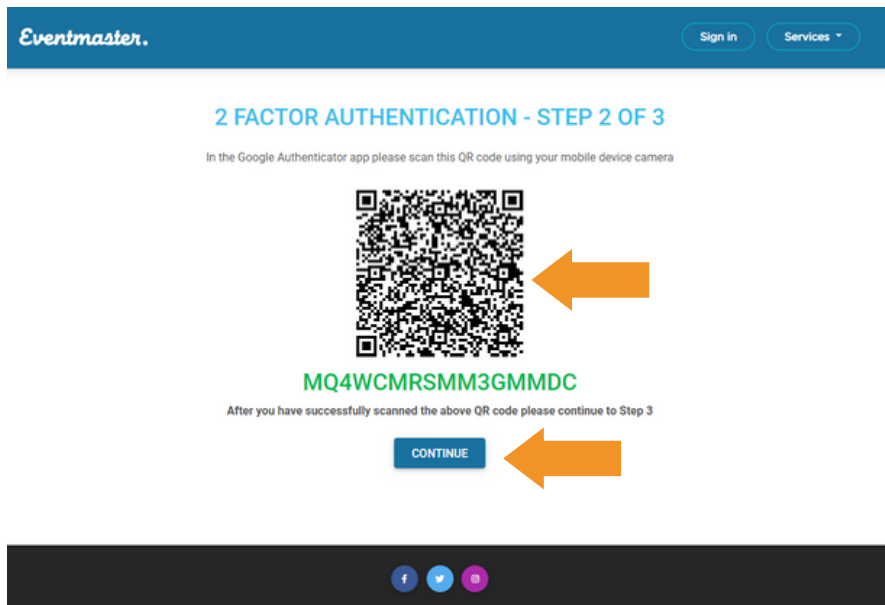 Eventmaster.
Sign in
Services
2 FACTOR AUTHENTICATION - STEP 2 OF 3
In the Google Authenticator app please scan this QR code using your mobile device camera
MQ4WCMRSMM3GMMDC
After you have successfully scanned the above QR code please continue to Step 3
CONTINUE